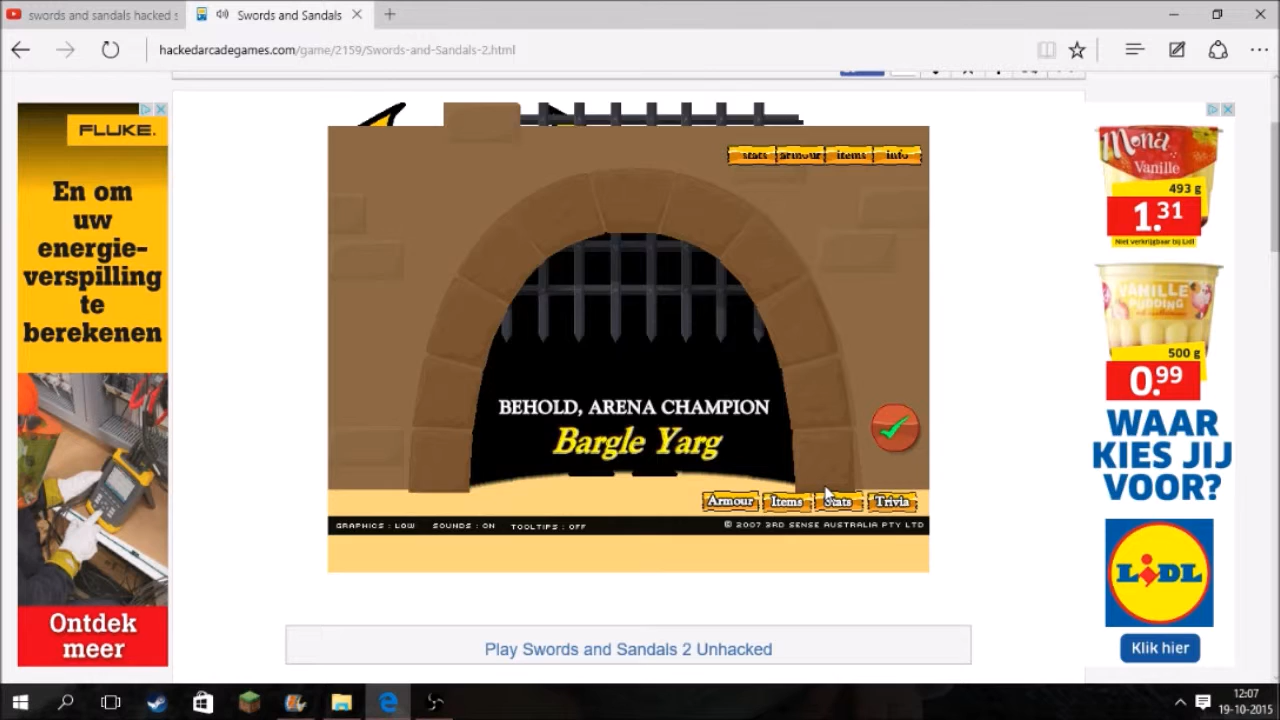 swords and sandals hacked s
Swords and Sandals
hackedarcadegames.com/game/2159/Swords-and-Sandals-2.html
FLUKE.
En om
uw
energie-
verspilling
te
berekenen
Ontdek
meer
stats armour items info
BEHOLD, ARENA CHAMPION
Bargle Yarg
Armour Items Stats Trivia
GRAPHICS : LOW SOUNDS : ON TOOLTIPS : OFF
© 2007 3RD SENSE AUSTRALIA PTY LTD
Play Swords and Sandals 2 Unhacked
Mona
Vanille
493 g
1.31
Niet verkrijgbaar bij Lidl
VANILLE
PUDDING
500 g
0.99
WAAR
KIES JIJ
VOOR?
LIDL
Klik hier
12:07
19-10-2015